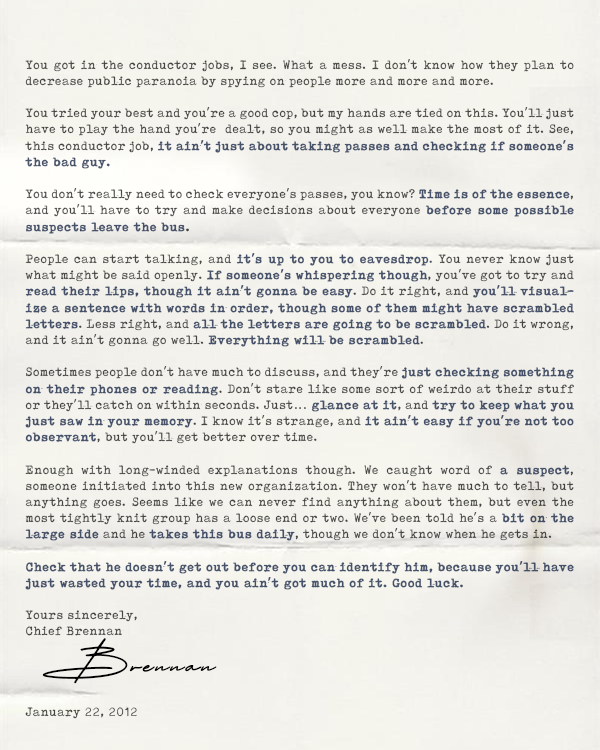 You got in the conductor jobs, I see. What a mess. I don't know how they plan to
decrease public paranoia by spying on people more and more and more.
You tried your best and you're a good cop, but my hands are tied on this. You'll just
have to play the hand you're dealt, so you might as well make the most of it. See,
this conductor job, it ain't just about taking passes and checking if someone's
the bad guy.
You don't really need to check everyone's passes, you know? Time is of the essence,
and you'll have to try and make decisions about everyone before some possible
suspects leave the bus.
People can start talking, and it's up to you to eavesdrop. You never know just
what might be said openly. If someone's whispering though, you've got to try and
read their lips, though it ain't gonna be easy. Do it right, and you'll visual-
ize a sentence with words in order, though some of them might have scrambled
letters. Less right, and all the letters are going to be scrambled. Do it wrong,
and it ain't gonna go well. Everything will be scrambled.
Sometimes people don't have much to discuss, and they're just checking something
on their phones or reading. Don't stare like some sort of weirdo at their stuff
or they'll catch on within seconds. Just... glance at it, and try to keep what you
just saw in your memory. I know it's strange, and it ain't easy if you're not too
observant, but you'll get better over time.
Enough with long-winded explanations though. We caught word of a suspect,
someone initiated into this new organization. They won't have much to tell, but
anything goes. Seems like we can never find anything about them, but even the
most tightly knit group has a loose end or two. We've been told he's a bit on the
large side and he takes this bus daily, though we don't know when he gets in.
Check that he doesn't get out before you can identify him, because you'll have
just wasted your time, and you ain't got much of it. Good luck.
Yours sincerely,
Chief Brennan
Brennan
January 22, 2012